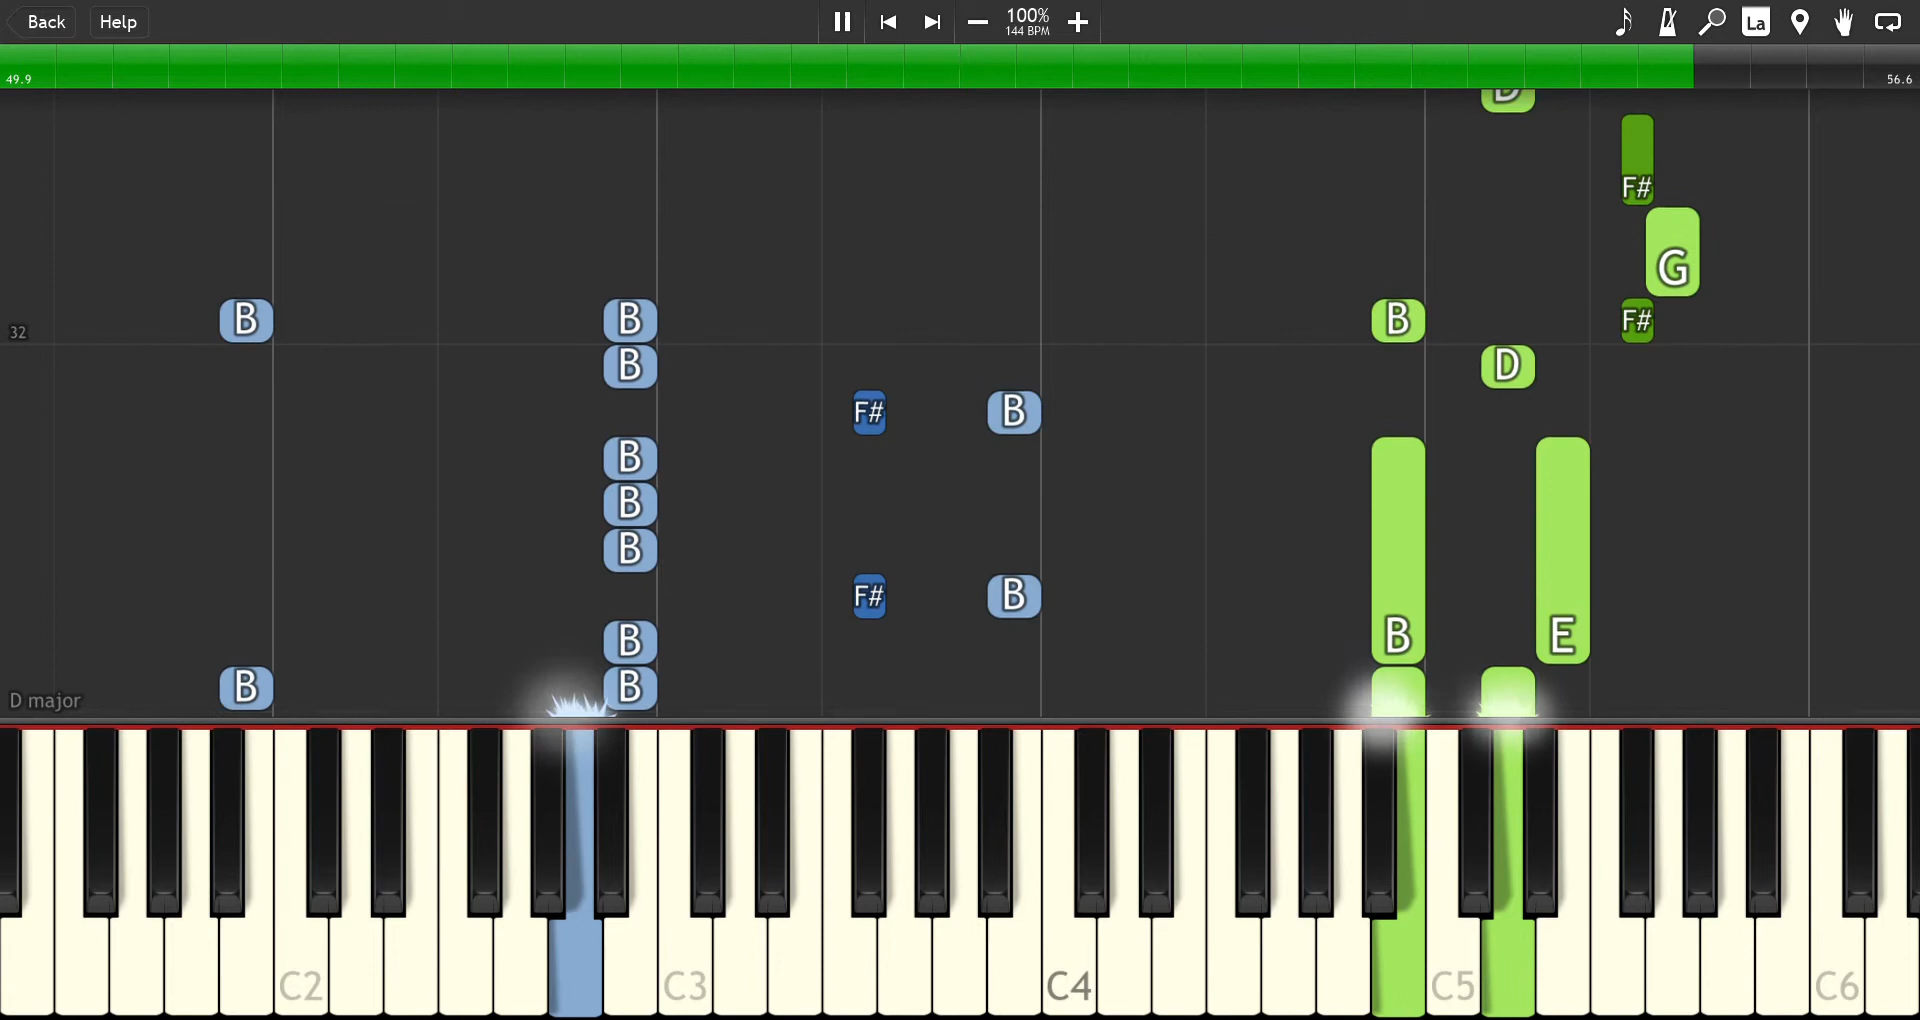 Back Help 100% La
144 BPM
49.9 56.6
D
F#
G
B B B F#
32
B D
F# B
B
B
B
F# B
B B E
B B
D major
C2 C3 C4 C5 C6